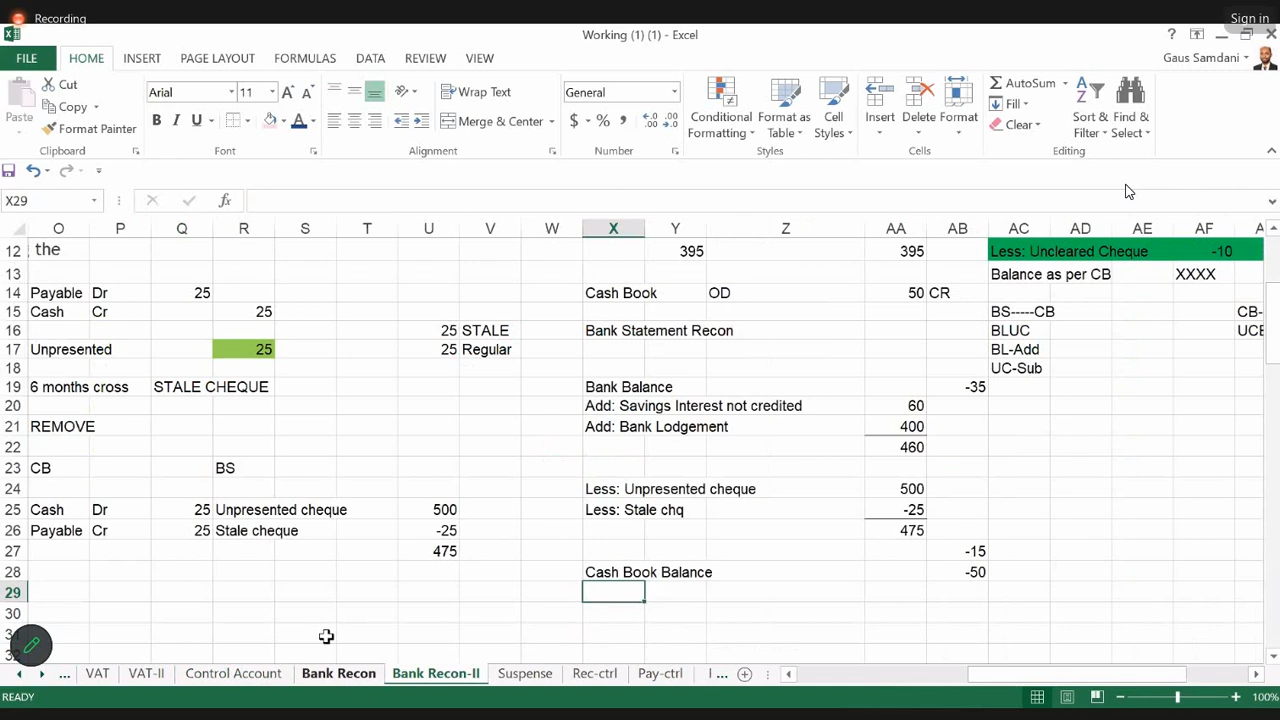 Recording
Sign in
Working (1) (1) - Excel
?
Gaus Samdani
FILE HOME INSERT PAGE LAYOUT FORMULAS DATA REVIEW VIEW
Cut
Copy
Format Painter
Paste
Clipboard
Arial 11
B I U
A
Font
Wrap Text
Merge & Center
Alignment
General
$ % ,
Number
Conditional Formatting
Format as Table
Cell Styles
Styles
Insert Delete Format
Cells
AutoSum
Fill
Clear
Sort & Filter
Find & Select
Editing
X29
fx
O P Q R S T U V W X Y Z AA AB AC AD AE AF
12 the 395 395 Less: Uncleared Cheque -10
13 Balance as per CB XXXX
14 Payable Dr 25 Cash Book OD 50 CR
15 Cash Cr 25 BS-----CB CB-
16 25 STALE Bank Statement Recon BLUC UCE
17 Unpresented 25 25 Regular BL-Add
18 UC-Sub
19 6 months cross STALE CHEQUE Bank Balance -35
20 Add: Savings Interest not credited 60
21 REMOVE Add: Bank Lodgement 400
22 460
23 CB BS
24 Less: Unpresented cheque 500
25 Cash Dr 25 Unpresented cheque 500 Less: Stale chq -25
26 Payable Cr 25 Stale cheque -25 475
27 475 -15
28 Cash Book Balance -50
29
30
... VAT VAT-II Control Account Bank Recon Bank Recon-II Suspense Rec-ctrl Pay-ctrl I ...
READY 100%